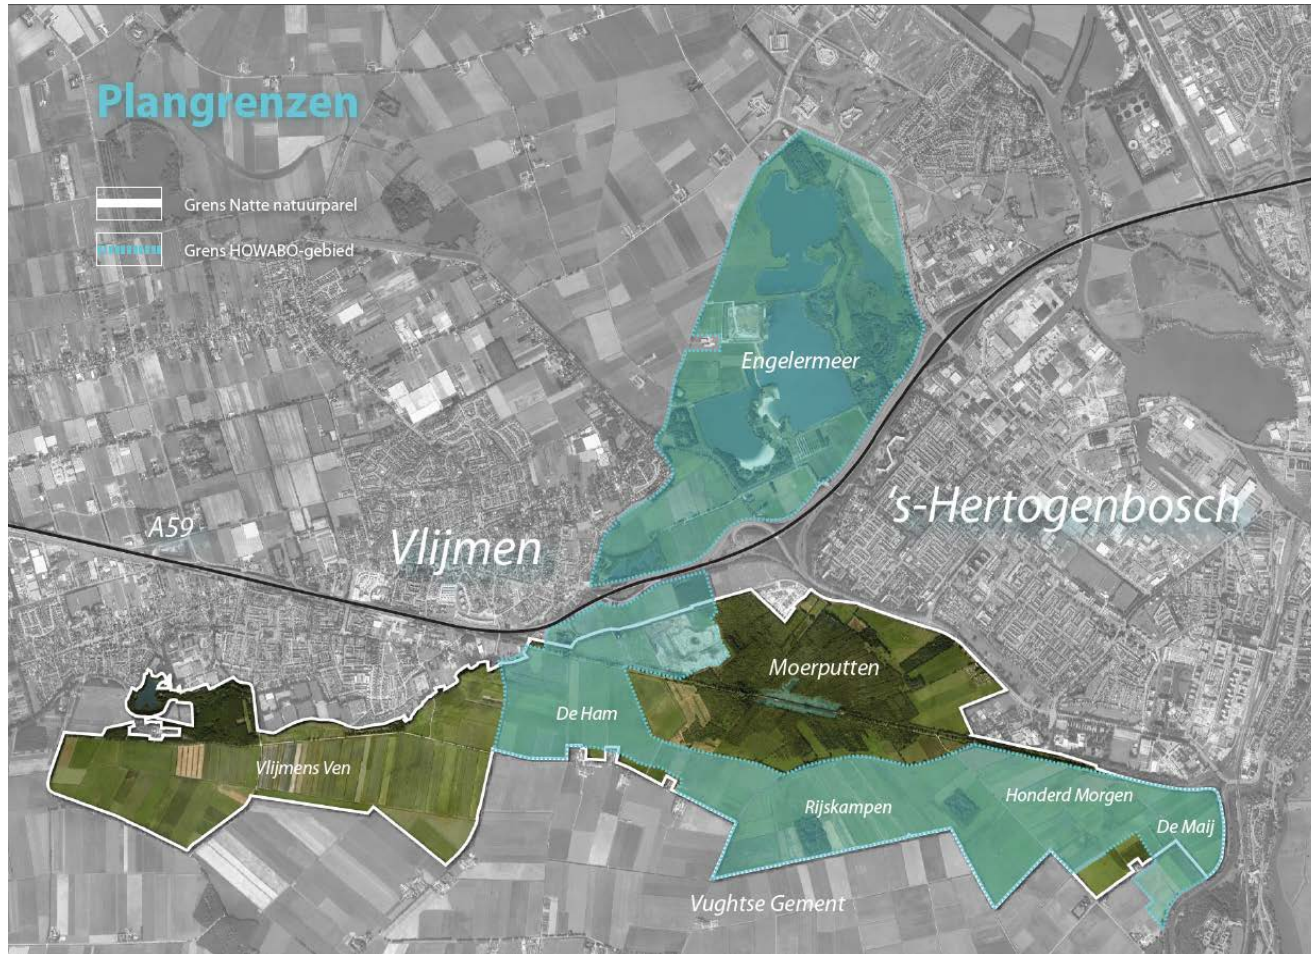 Plangrenzen
Grens Natte natuurparel
Grens HOWABO-gebied
Engelermeer
's-Hertogenbosch
A59
Vlijmen
Moerputten
De Ham
Vlijmens Ven
Rijskampen
Honderd Morgen
De Maij
Vughtse Gement